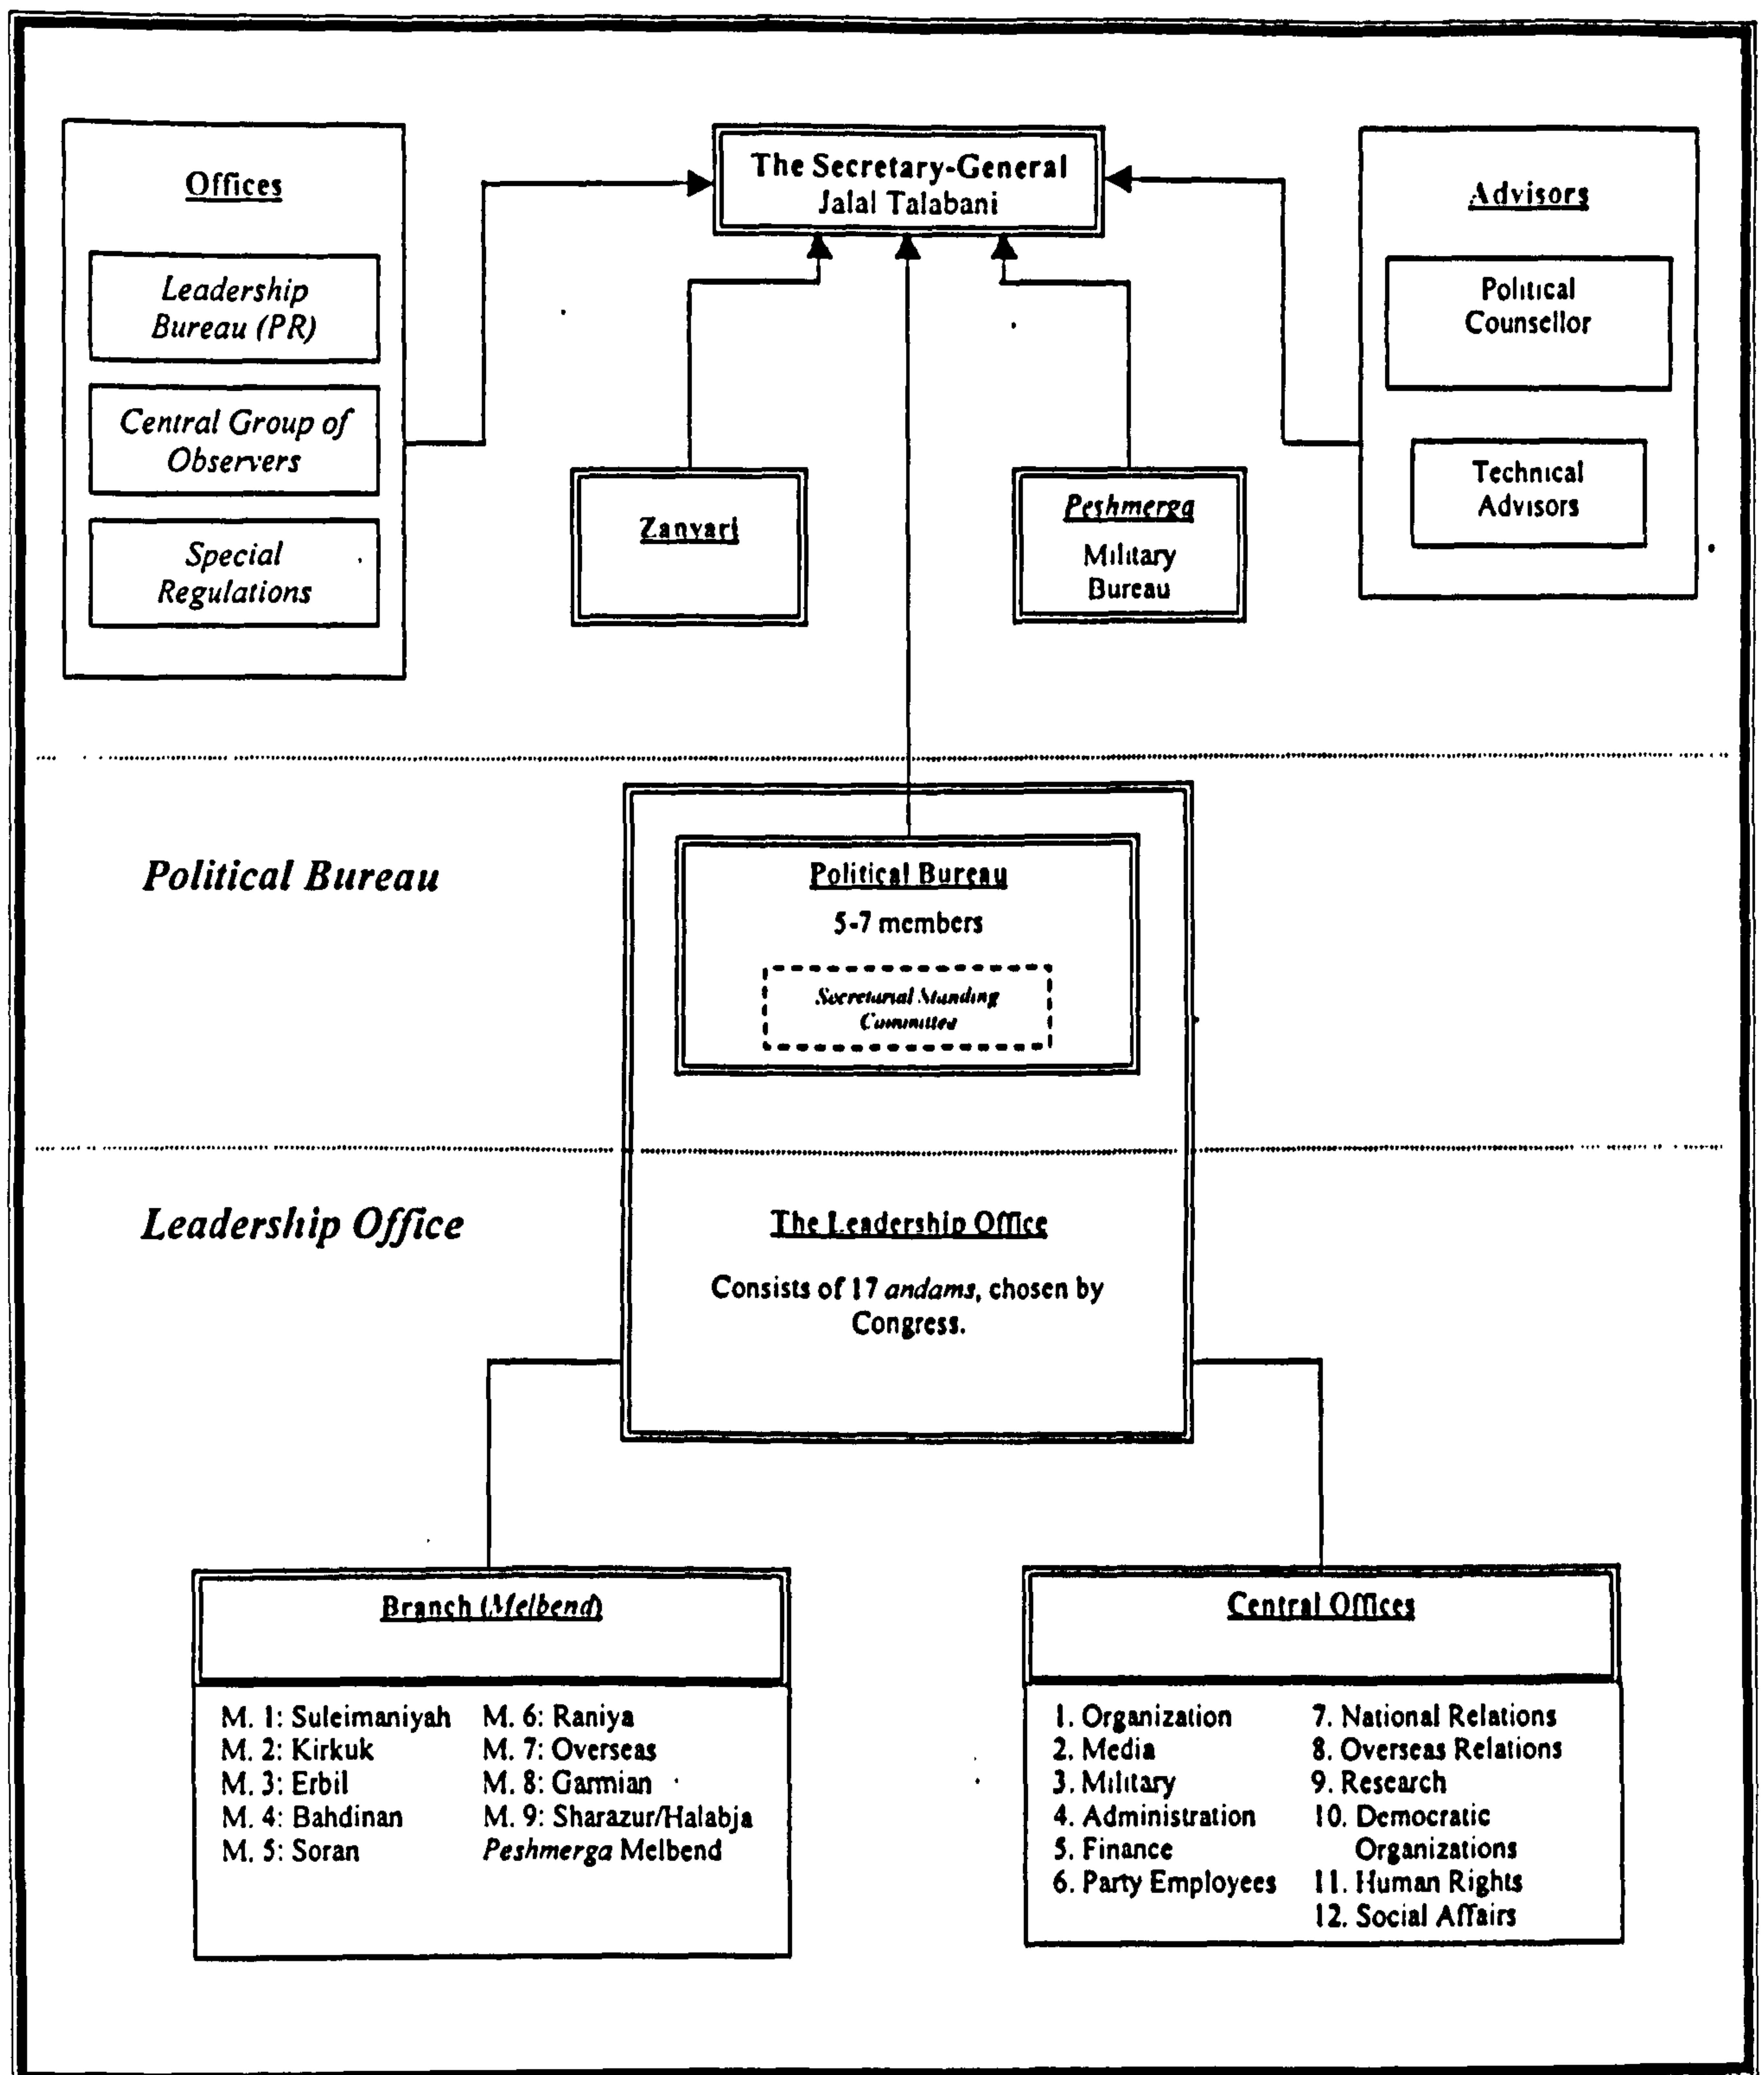 Offices
Leadership
Bureau (PR)
Central Group of
Observers
Special
Regulations
The Secretary-General
Jalal Talabani
Zanyari
Peshmerga
Military
Bureau
Advisors
Political
Counsellor
Technical
Advisors
Political Bureau
Political Bureau
5-7 members
Secretarial Standing
Committee
Leadership Office
The Leadership Office
Consists of 17 andams, chosen by
Congress.
Branch (Melbend)
M. 1: Suleimaniyah
M. 2: Kirkuk
M. 3: Erbil
M. 4: Bahdinan
M. 5: Soran
M. 6: Raniya
M. 7: Overseas
M. 8: Garmian
M. 9: Sharazur/Halabja
Peshmerga Melbend
Central Offices
1. Organization
2. Media
3. Military
4. Administration
5. Finance
6. Party Employees
7. National Relations
8. Overseas Relations
9. Research
10. Democratic
Organizations
11. Human Rights
12. Social Affairs